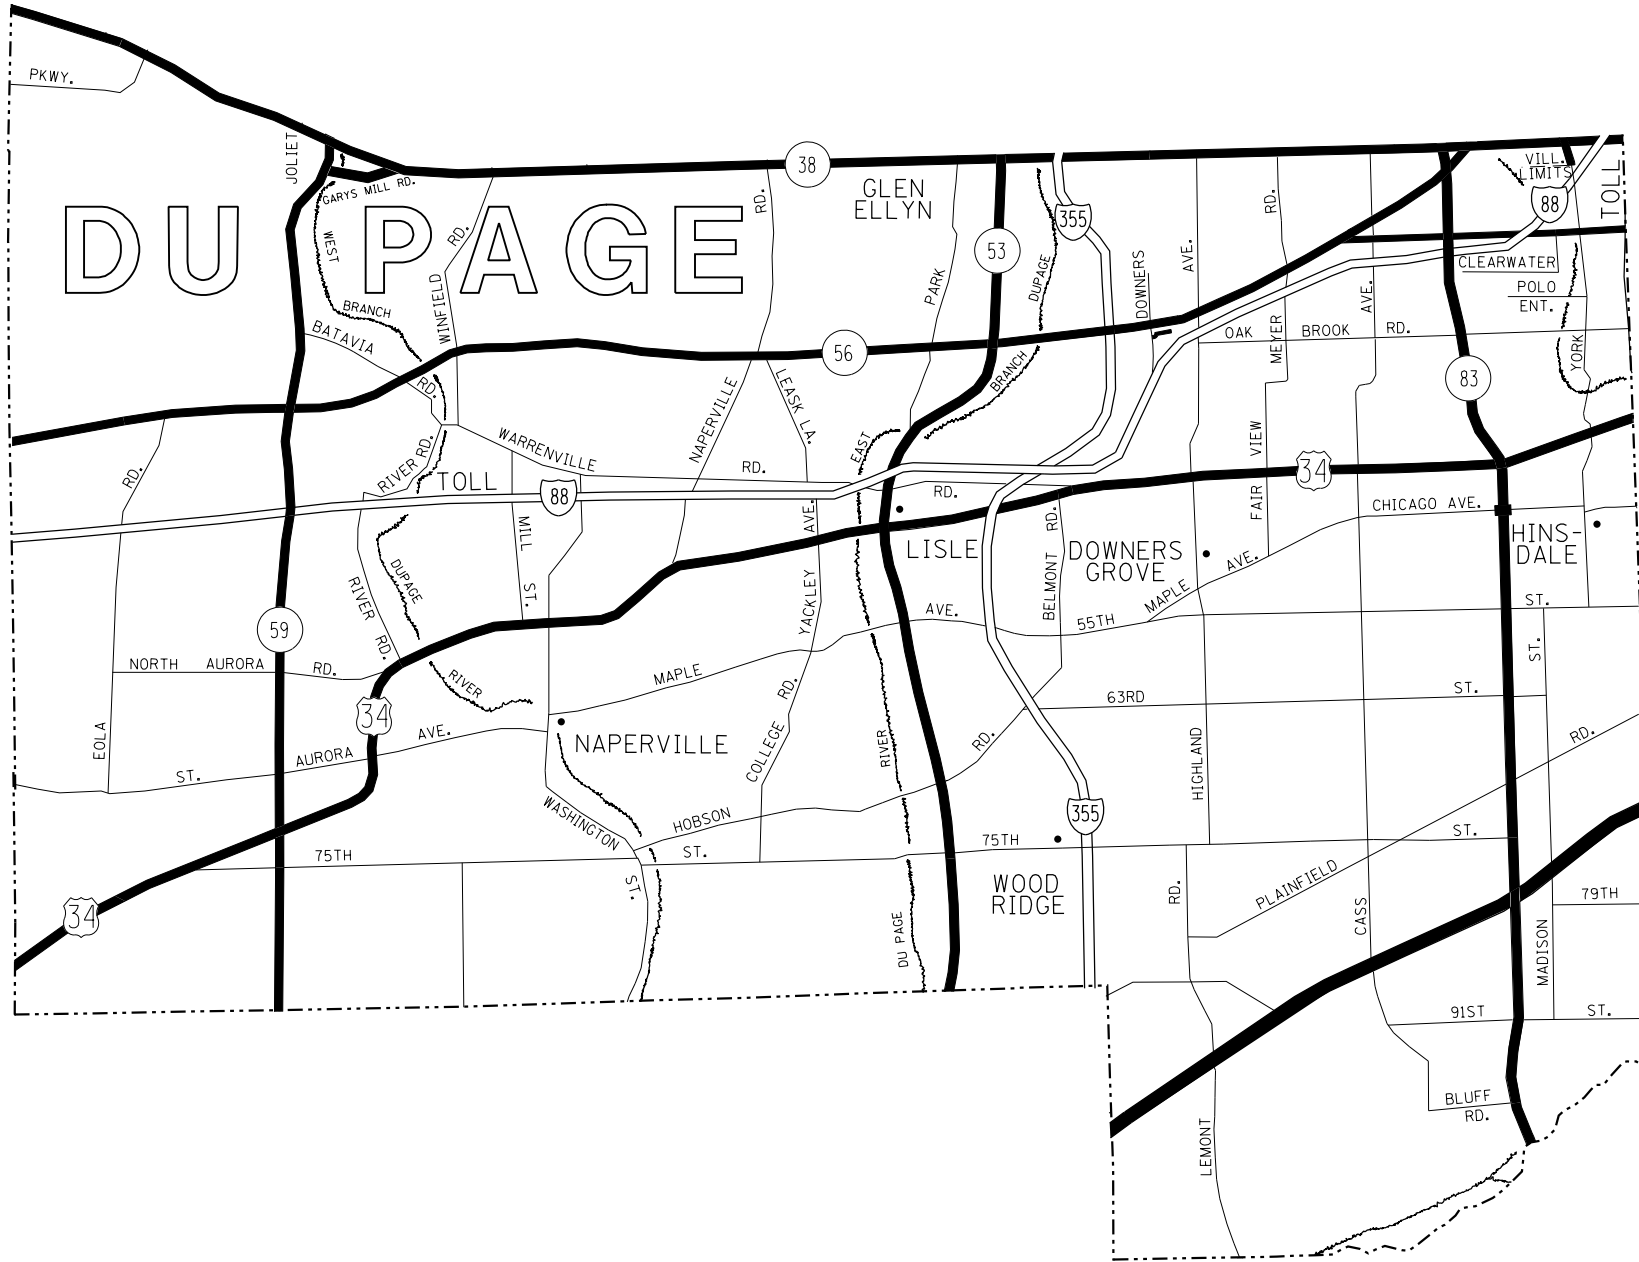 PKWY.
JOLIET
GARYS MILL RD.
38
GLEN
ELLYN
VILL.
LIMITS
TOLL
88
355
53
DU PAGE
WEST
BRANCH
BATAVIA
RD.
WINFIELD
RD.
RD.
PARK
DUPAGE
BRANCH
DOWNERS
AVE.
RD.
MEYER
AVE.
CLEARWATER
POLO
ENT.
OAK BROOK RD.
YORK
56
83
NAPERVILLE
LEASK LA.
EAST
RD.
RIVER RD.
TOLL
WARRENVILLE
RD.
RD.
88
34
FAIR VIEW
CHICAGO AVE.
HINS-
DALE
MILL
ST.
AVE.
YACKLEY
LISLE
RD.
BELMONT
DOWNERS
GROVE
MAPLE
AVE.
DUPAGE
RIVER
RD.
59
AVE.
55TH
ST.
NORTH AURORA RD.
RIVER
MAPLE
63RD
ST.
ST.
34
EOLA
ST.
AURORA
AVE.
NAPERVILLE
COLLEGE
RD.
RIVER
RD.
HIGHLAND
RD.
WASHINGTON
ST.
HOBSON
355
75TH
ST.
75TH
ST.
WOOD
RIDGE
RD.
PLAINFIELD
CASS
79TH
MADISON
34
DU PAGE
91ST
ST.
BLUFF
RD.
LEMONT